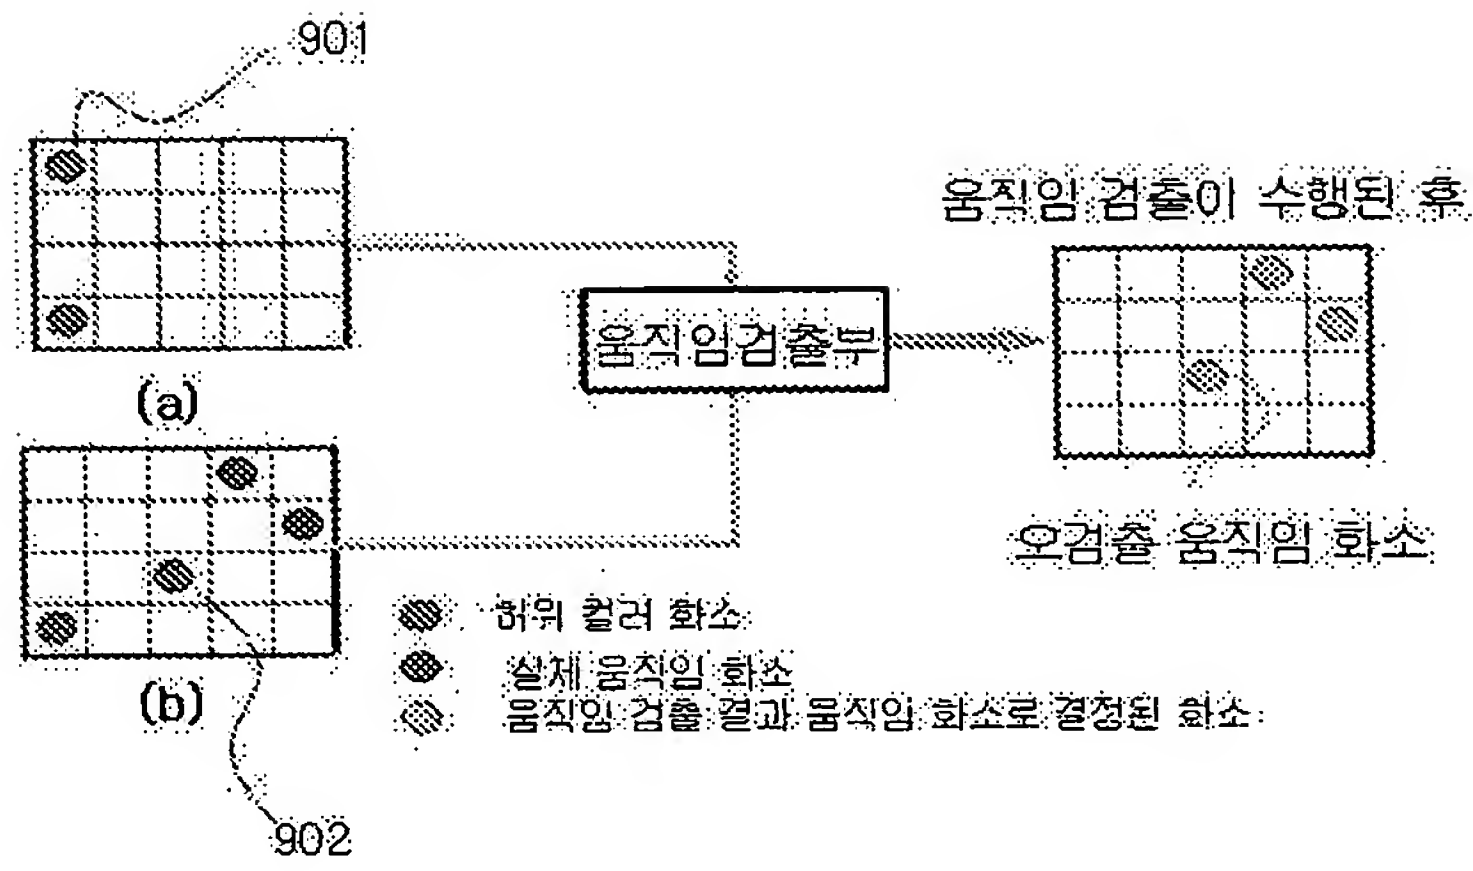 901
움직임 검출이 수행된 후
움직임검출부
(a)
오검출 움직임 화소
허위 컬러 화소
실제 움직임 화소
(b)
움직임 검출 결과 움직임 화소로 결정된 화소
902